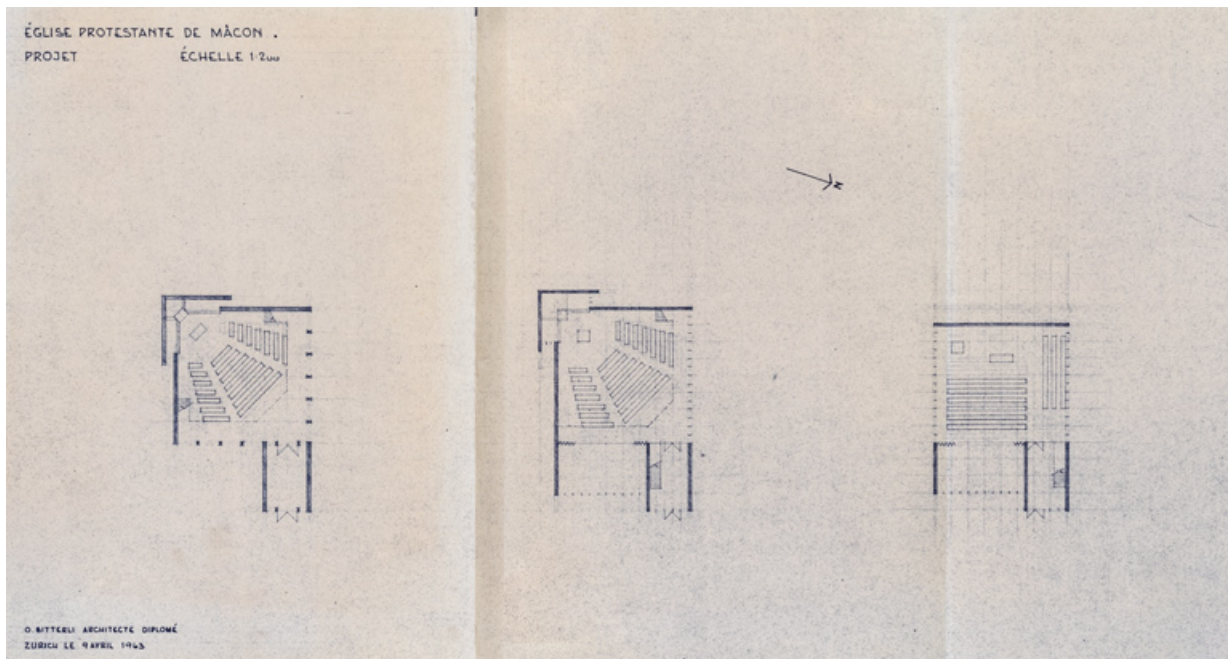 ÉGLISE PROTESTANTE DE MÂCON .
PROJET ÉCHELLE 1·200
N
O. BITTERLI ARCHITECTE DIPLOMÉ
ZURICH LE 9 AVRIL 1963